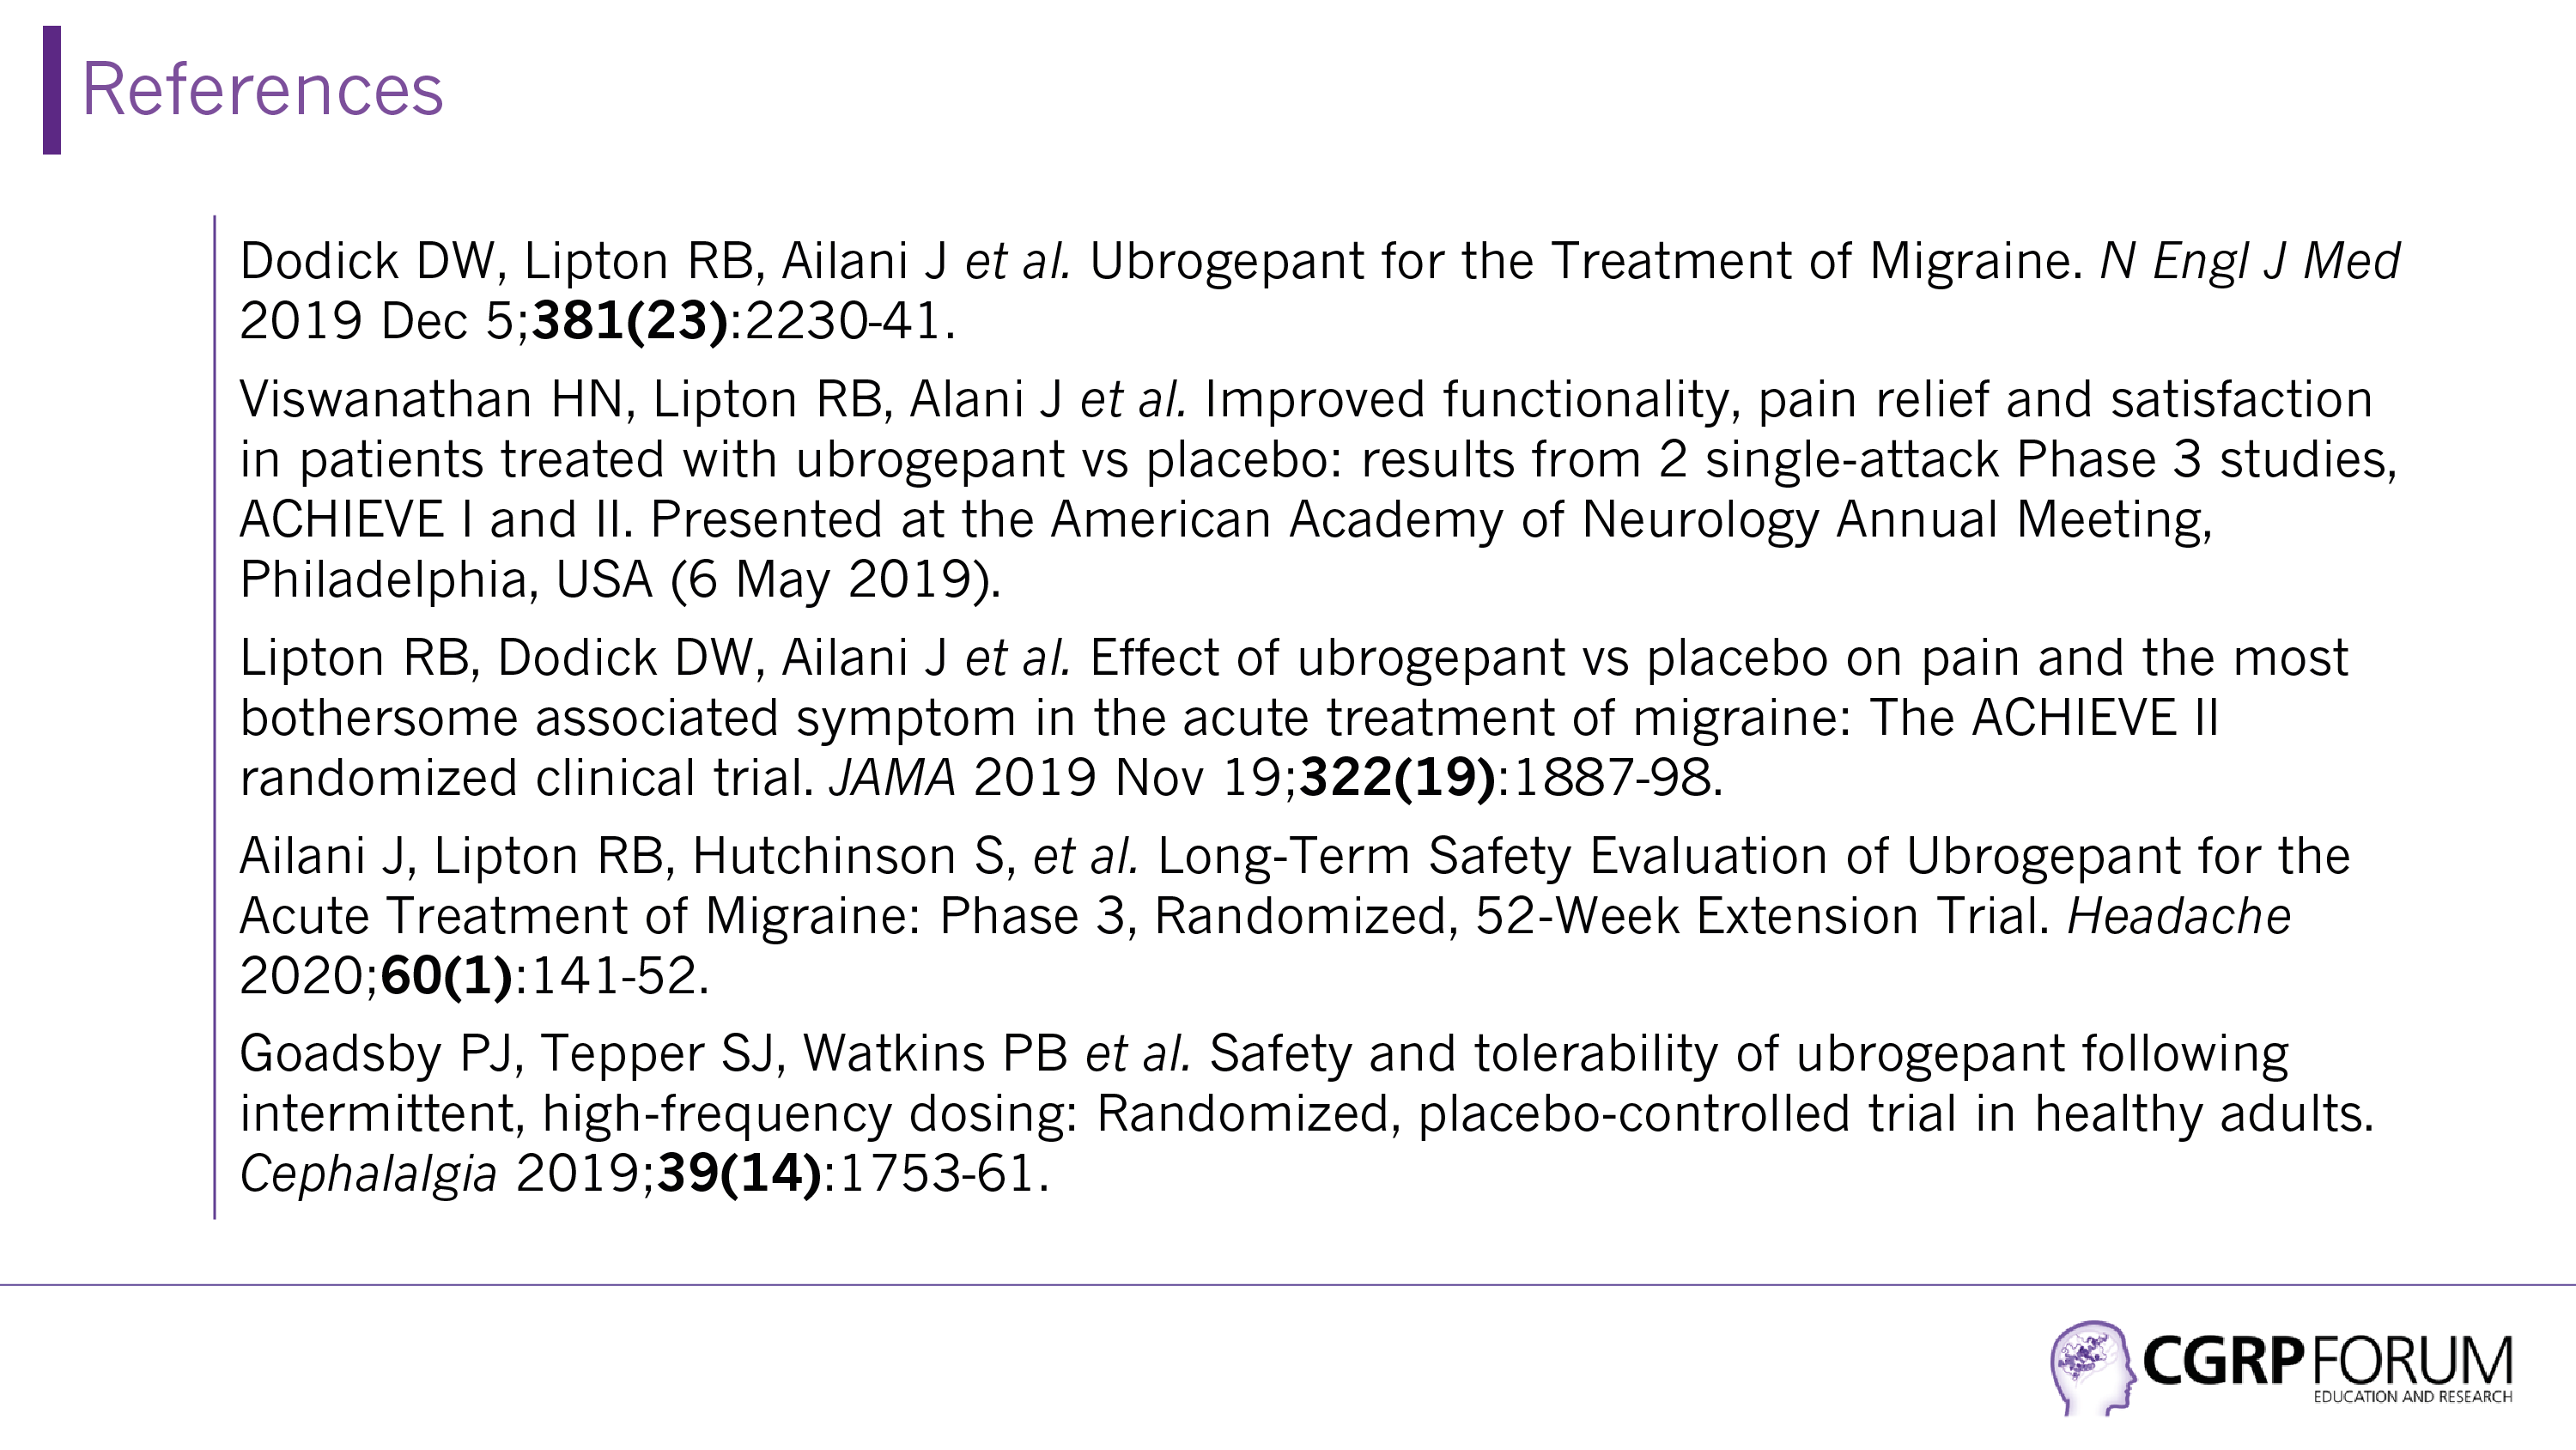 References
Dodick DW, Lipton RB, Ailani J et al. Ubrogepant for the Treatment of Migraine. N Engl J Med
2019 Dec 5;381(23):2230-41.
Viswanathan HN, Lipton RB, Alani J et al. Improved functionality, pain relief and satisfaction
in patients treated with ubrogepant vs placebo: results from 2 single-attack Phase 3 studies,
ACHIEVE I and II. Presented at the American Academy of Neurology Annual Meeting,
Philadelphia, USA (6 May 2019).
Lipton RB, Dodick DW, Ailani J et al. Effect of ubrogepant vs placebo on pain and the most
bothersome associated symptom in the acute treatment of migraine: The ACHIEVE II
randomized clinical trial. JAMA 2019 Nov 19;322(19):1887-98.
Ailani J, Lipton RB, Hutchinson S, et al. Long-Term Safety Evaluation of Ubrogepant for the
Acute Treatment of Migraine: Phase 3, Randomized, 52-Week Extension Trial. Headache
2020;60(1):141-52.
Goadsby PJ, Tepper SJ, Watkins PB et al. Safety and tolerability of ubrogepant following
intermittent, high-frequency dosing: Randomized, placebo-controlled trial in healthy adults.
Cephalalgia 2019;39(14):1753-61.
CGRP FORUM
EDUCATION AND RESEARCH